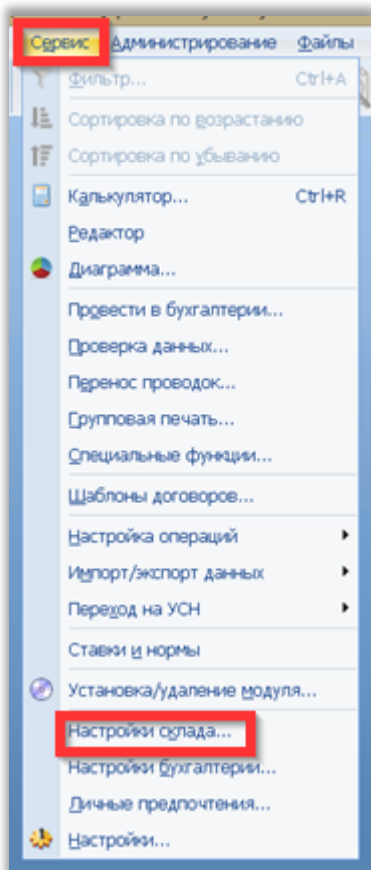 Сервис Администрирование Файлы
Фильтр... Ctrl+A
Сортировка по возрастанию
Сортировка по убыванию
Калькулятор... Ctrl+R
Редактор
Диаграмма...
Провести в бухгалтерии...
Проверка данных...
Перенос проводок...
Групповая печать...
Специальные функции...
Шаблоны договоров...
Настройка операций
Импорт/экспорт данных
Переход на УСН
Ставки и нормы
Установка/удаление модуля...
Настройки склада...
Настройки бухгалтерии...
Личные предпочтения...
Настройки...